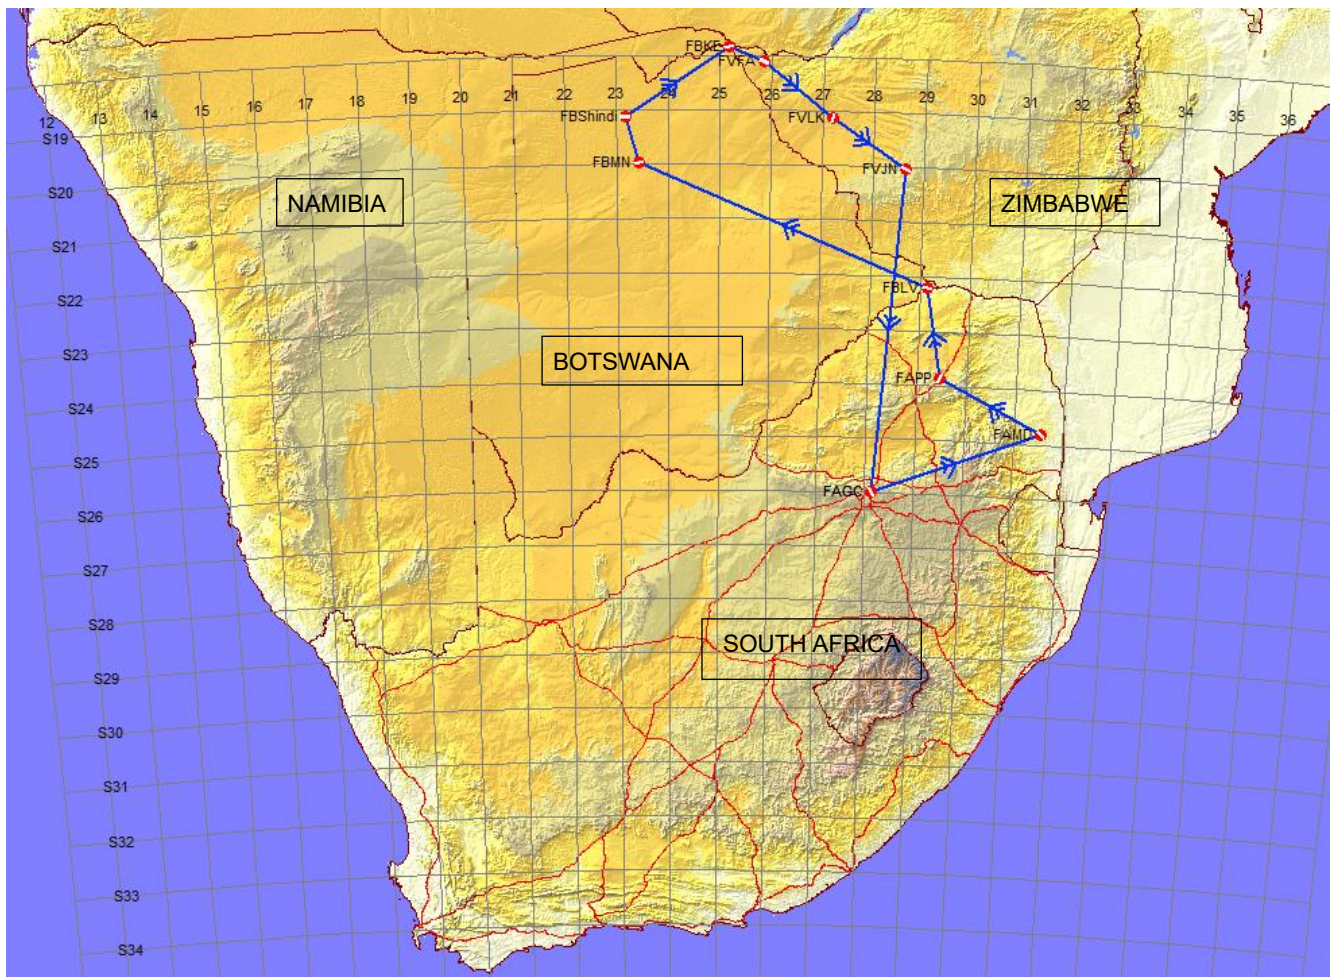 FBKE
FVFA
12 13 14 15 16 17 18 19 20 21 22 23 24 25 26 27 28 29 30 31 32 33 34 35 36
FBShindi
FVLK
S19
FBMN
FVJN
S20
NAMIBIA
ZIMBABWE
S21
S22
FBLV
S23
BOTSWANA
S24
FAPP
S25
FAMD
S26
FAGC
S27
S28
SOUTH AFRICA
S29
S30
S31
S32
S33
S34